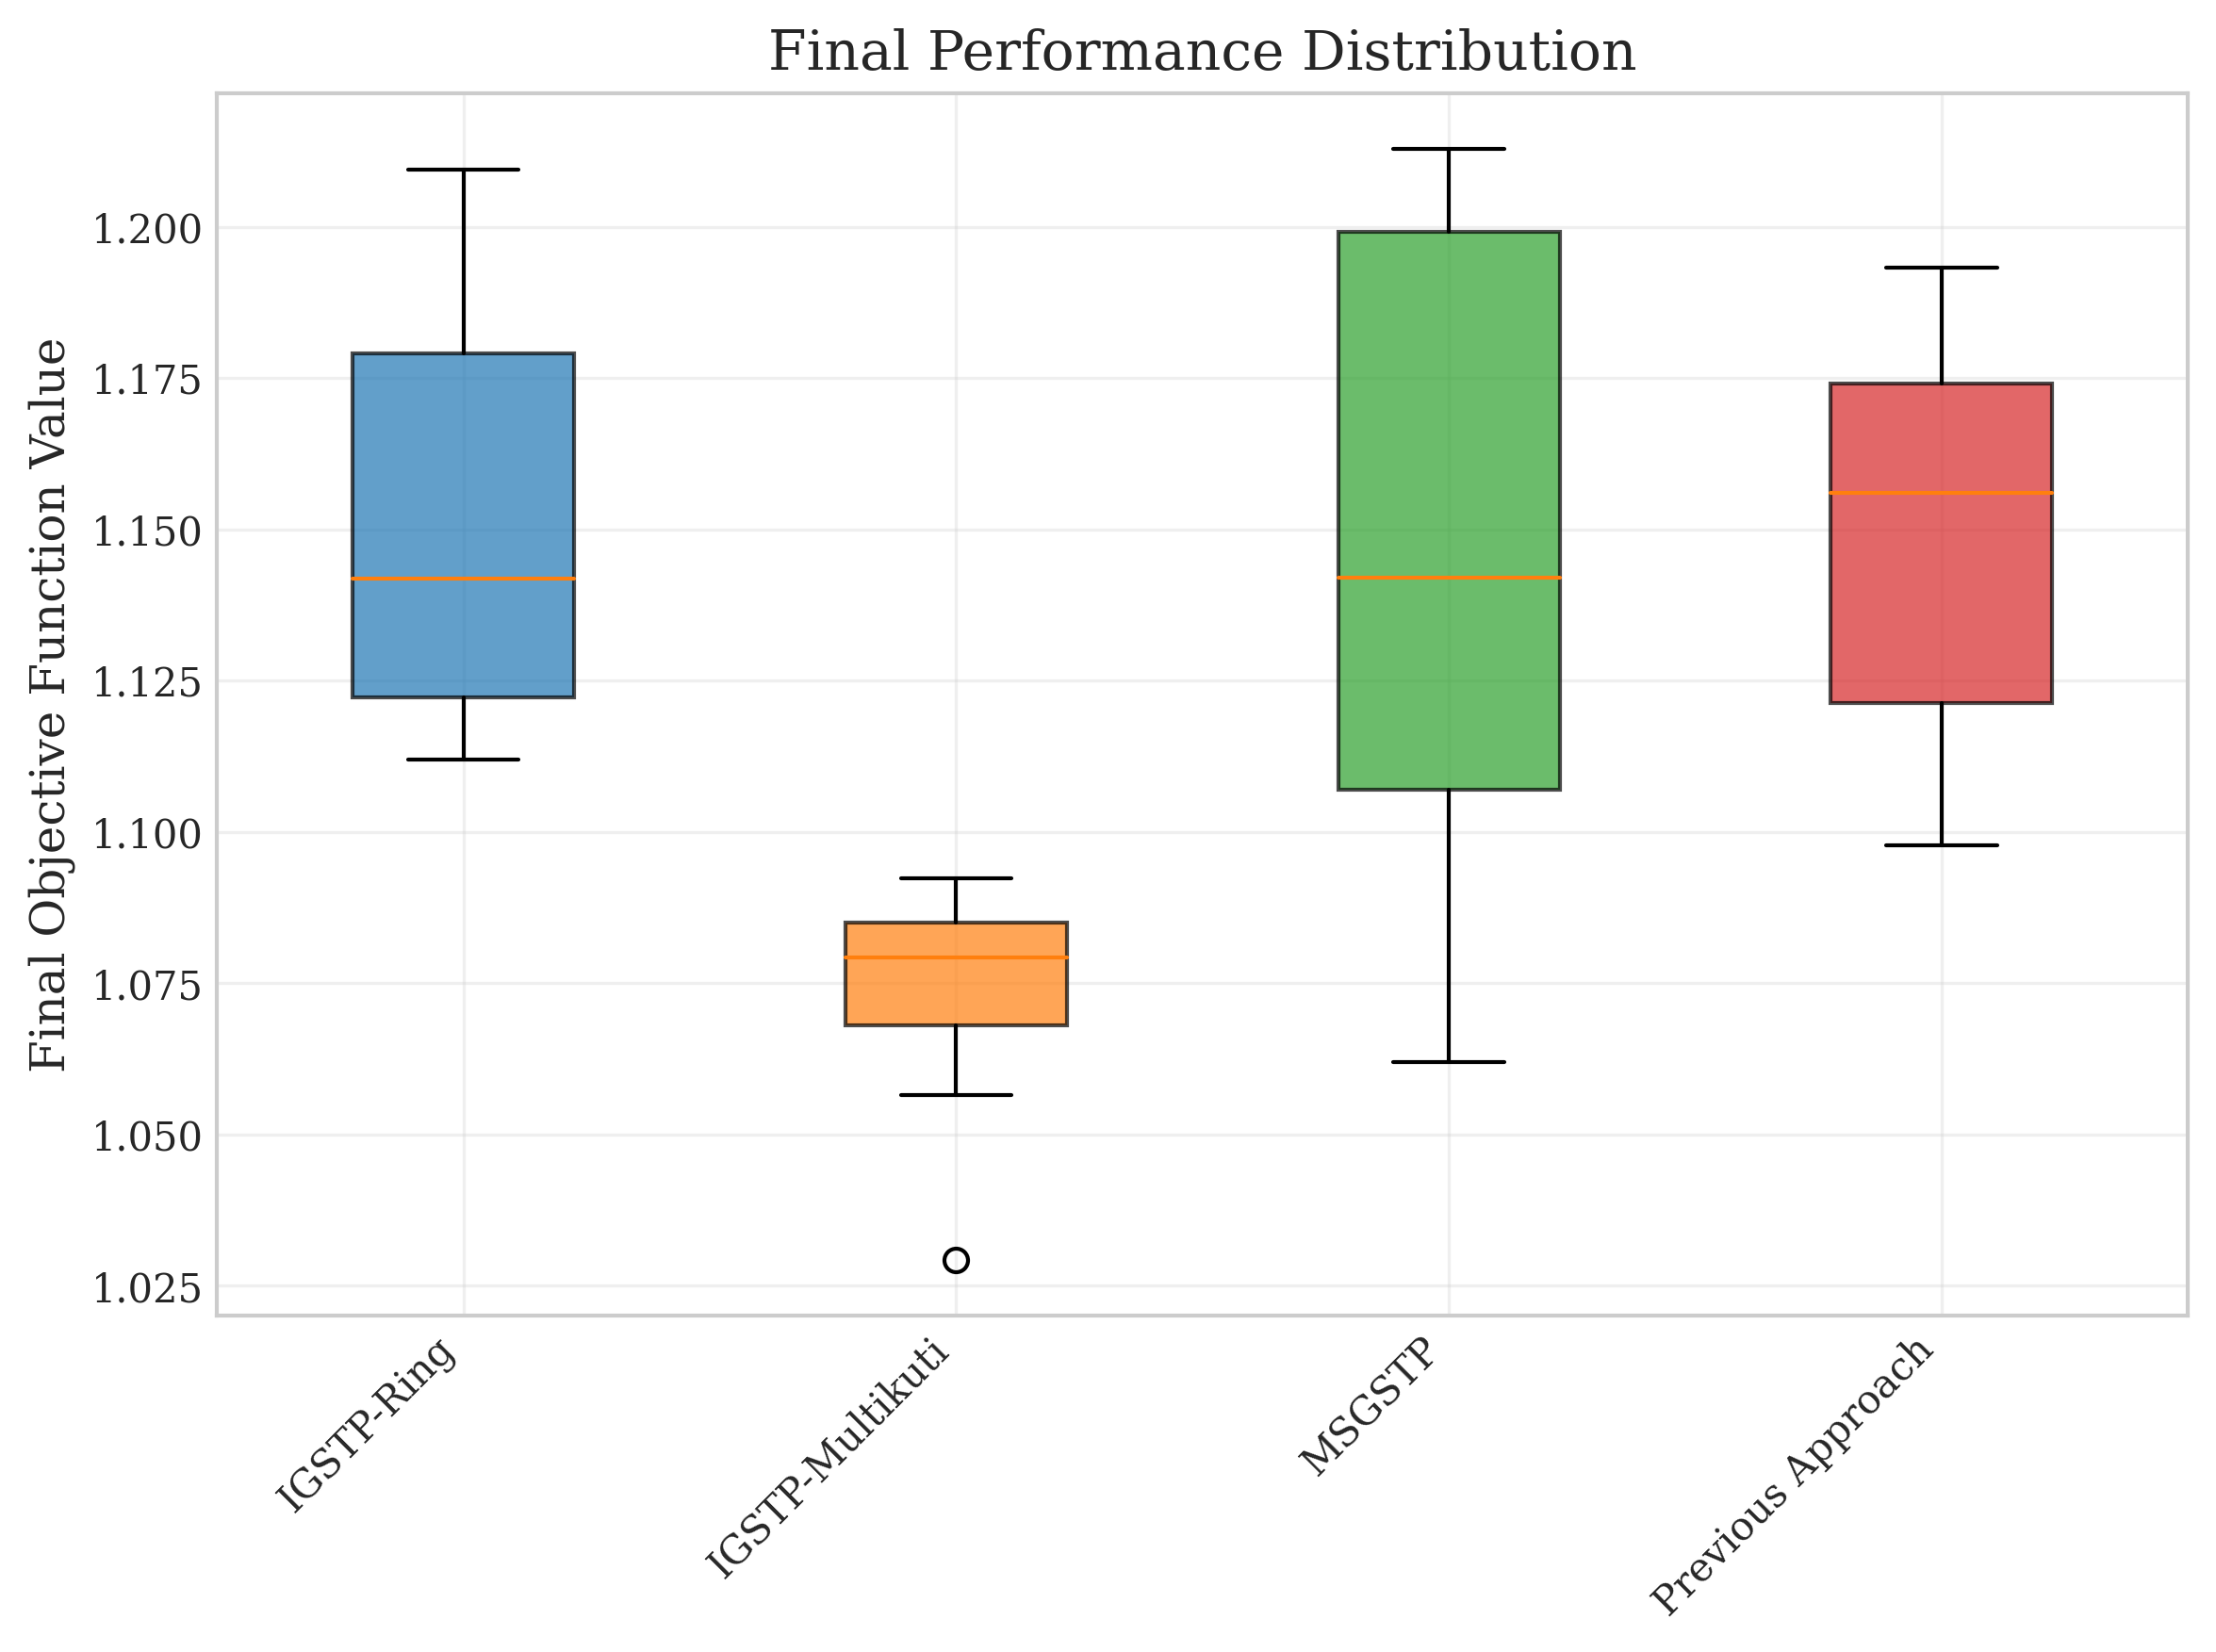 Final Performance Distribution
Final Objective Function Value
1.200
1.175
1.150
1.125
1.100
1.075
1.050
1.025
IGSTP-Ring
IGSTP-Multikuti
MSGSTP
Previous Approach